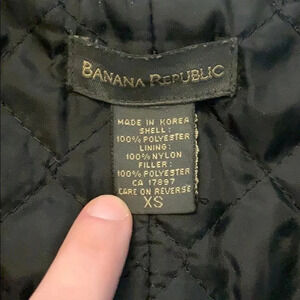 BANANA REPUBLIC
MADE IN KOREA
SHELL:
100% POLYESTER
LINING:
100% NYLON
FILLER:
100% POLYESTER
CA 17897
CARE ON REVERSE
XS